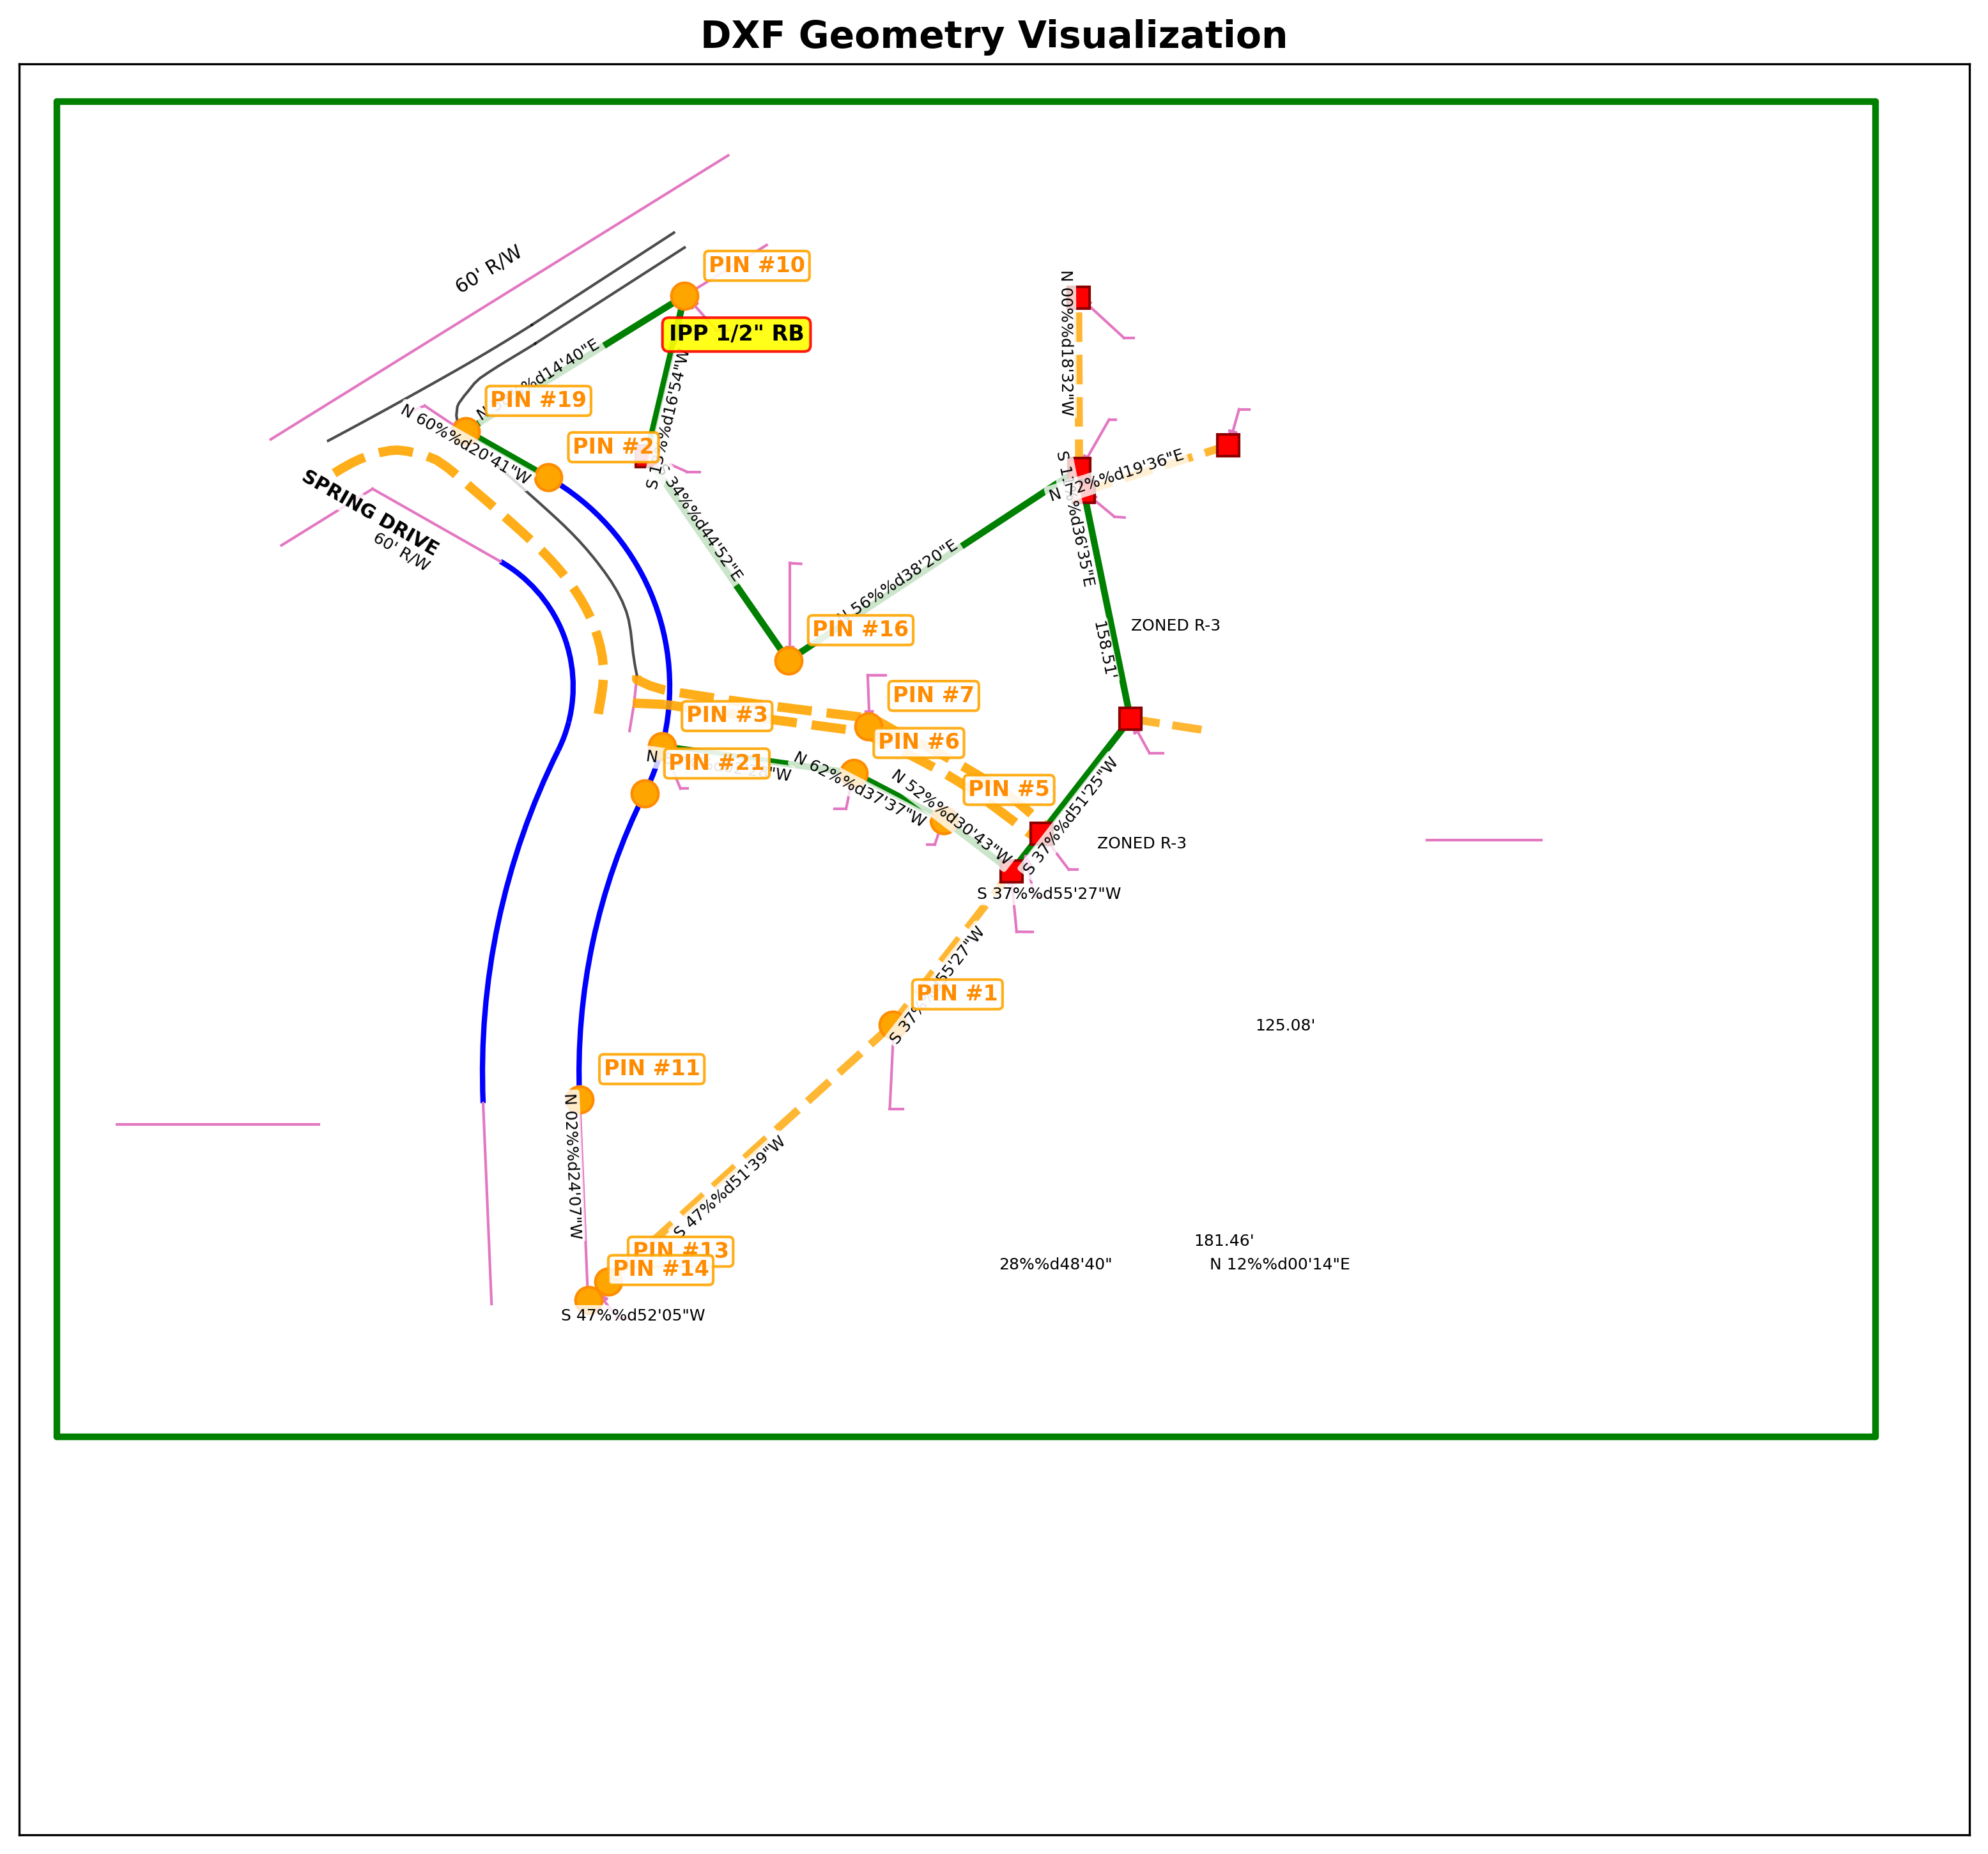 DXF Geometry Visualization
60' R/W
PIN #10
IPP 1/2" RB
N 00%%d18'32"W
%d14'40"E
PIN #19
N 60%%d20'41"W
PIN #2
%%d16'54"W
34%%d44'52"E
SPRING DRIVE
60' R/W
N 72%%d19'36"E
%d36'35"E
56%%d38'20"E
158.51'
ZONED R-3
PIN #16
PIN #7
PIN #3
PIN #6
PIN #21
N 62%%d37'37"W
N 52%%d30'43"W
PIN #5
S 37%%d51'25"W
ZONED R-3
S 37%%d55'27"W
S 37
55'27"W
PIN #1
125.08'
PIN #11
N 02%%d24'07"W
S 47%%d51'39"W
PIN #13
PIN #14
181.46'
28%%d48'40"
N 12%%d00'14"E
S 47%%d52'05"W